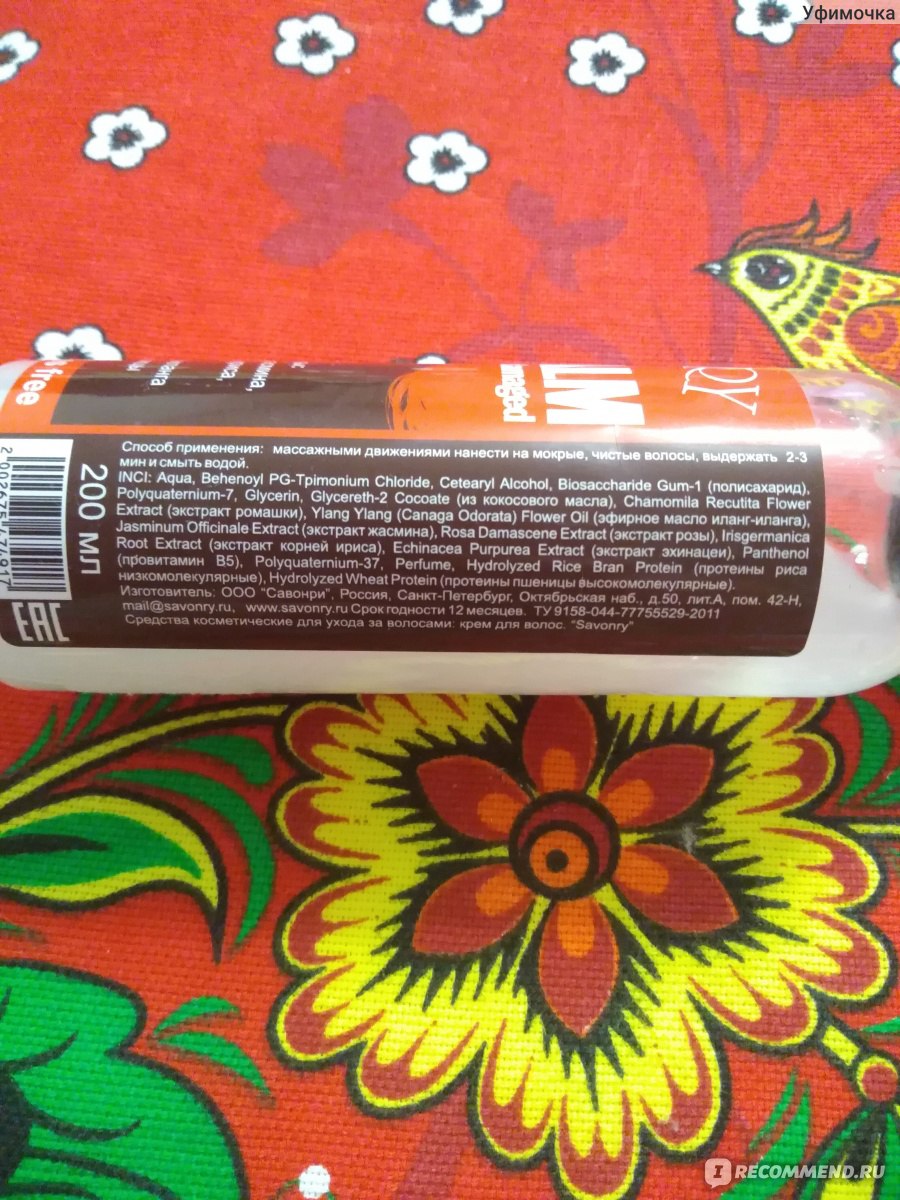 Уфимочка
free
LM
maged
200 МЛ
Способ применения: массажными движениями нанести на мокрые, чистые волосы, выдержать 2-3
мин и смыть водой.
INCI: Aqua, Behenoyl PG-Tpimonium Chloride, Cetearyl Alcohol, Biosaccharide Gum-1 (полисахарид),
Polyquaternium-7, Glycerin, Glycereth-2 Cocoate (из кокосового масла), Chamomila Recutita Flower
Extract (экстракт ромашки), Ylang Ylang (Canaga Odorata) Flower Oil (эфирное масло иланг-иланга),
Jasminum Officinale Extract (экстракт жасмина), Rosa Damascene Extract (экстракт розы), Irisgermanica
Root Extract (экстракт корней ириса), Echinacea Purpurea Extract (экстракт эхинацеи), Panthenol
(провитамин B5), Polyquaternium-37, Perfume, Hydrolyzed Rice Bran Protein (протеины риса
низкомолекулярные), Hydrolyzed Wheat Protein (протеины пшеницы высокомолекулярные).
Изготовитель: ООО "Савонри", Россия, Санкт-Петербург, Октябрьская наб., д.50, лит.А, пом. 42-Н,
mail@savonry.ru, www.savonry.ru Срок годности 12 месяцев. ТУ 9158-044-77755529-2011
Средства косметические для ухода за волосами: крем для волос. "Savonry"
EAC
I RECOMMEND.RU